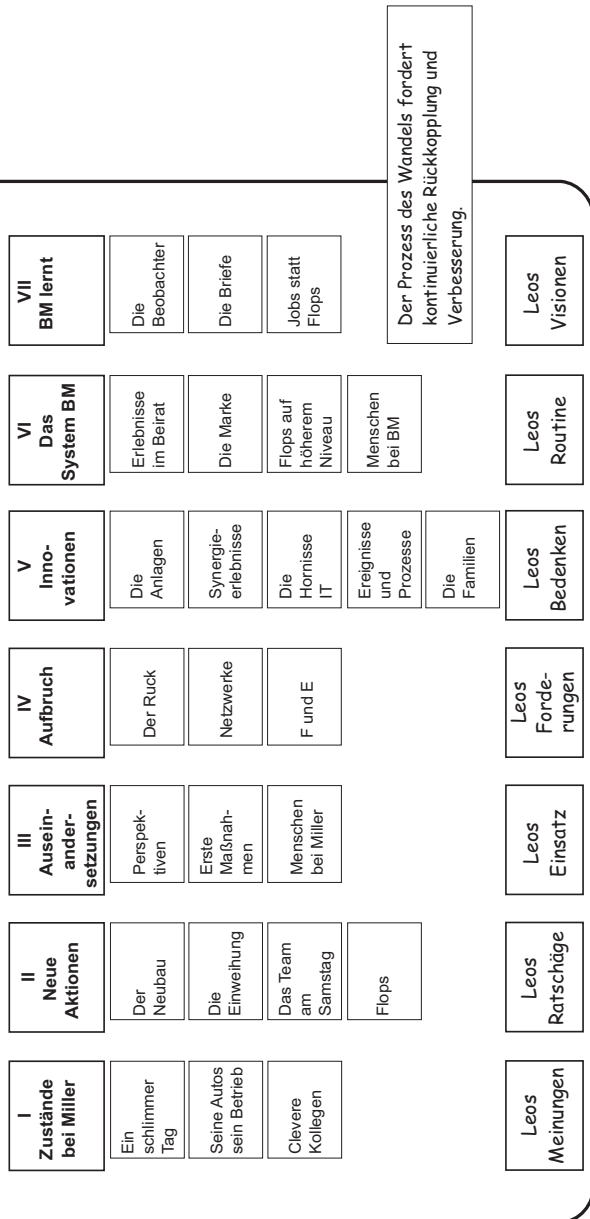 I
Zustände
bei Miller
Ein
schlimmer
Tag
Seine Autos
sein Betrieb
Clevere
Kollegen
Leos
Meinungen
II
Neue
Aktionen
Der
Neubau
Die
Einweihung
Das Team
am
Samstag
Flops
Leos
Ratschäge
III
Ausein-
ander-
setzungen
Perspek-
tiven
Erste
Maßnah-
men
Menschen
bei Miller
Leos
Einsatz
IV
Aufbruch
Der Ruck
Netzwerke
F und E
Leos
Forde-
rungen
V
Inno-
vationen
Die
Anlagen
Synergie-
erlebnisse
Die
Hornisse
IT
Ereignisse
und
Prozesse
Die
Familien
Leos
Bedenken
VI
Das
System BM
Erlebnisse
im Beirat
Die Marke
Flops auf
höherem
Niveau
Menschen
bei BM
Leos
Routine
VII
BM lernt
Die
Beobachter
Die Briefe
Jobs statt
Flops
Leos
Visionen
Der Prozess des Wandels fordert
kontinuierliche Rückkopplung und
Verbesserung.